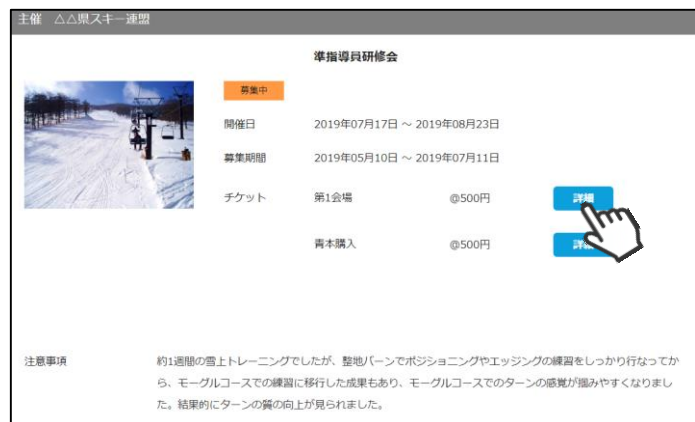 主催 △△県スキー連盟
準指導員研修会
募集中
開催日 2019年07月17日 ～ 2019年08月23日
募集期間 2019年05月10日 ～ 2019年07月11日
チケット 第1会場 @500円 詳細
青本購入 @500円 詳細
注意事項 約1週間の雪上トレーニングでしたが、整地バーンでポジショニングやエッジングの練習をしっかり行なってか
ら、モーグルコースでの練習に移行した成果もあり、モーグルコースでのターンの感覚が掴みやすくなりまし
た。結果的にターンの質の向上が見られました。